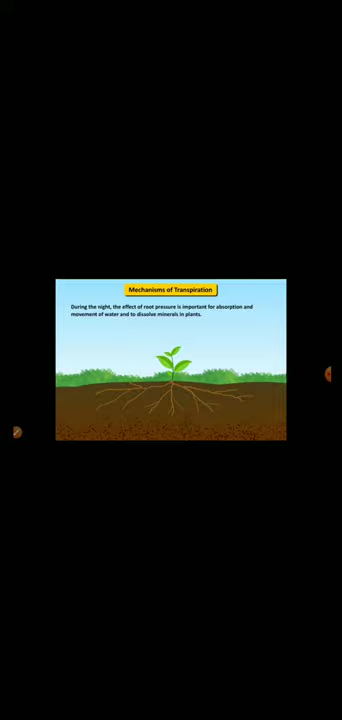 Mechanisms of Transpiration
During the night, the effect of root pressure is important for absorption and
movement of water and to dissolve minerals in plants.